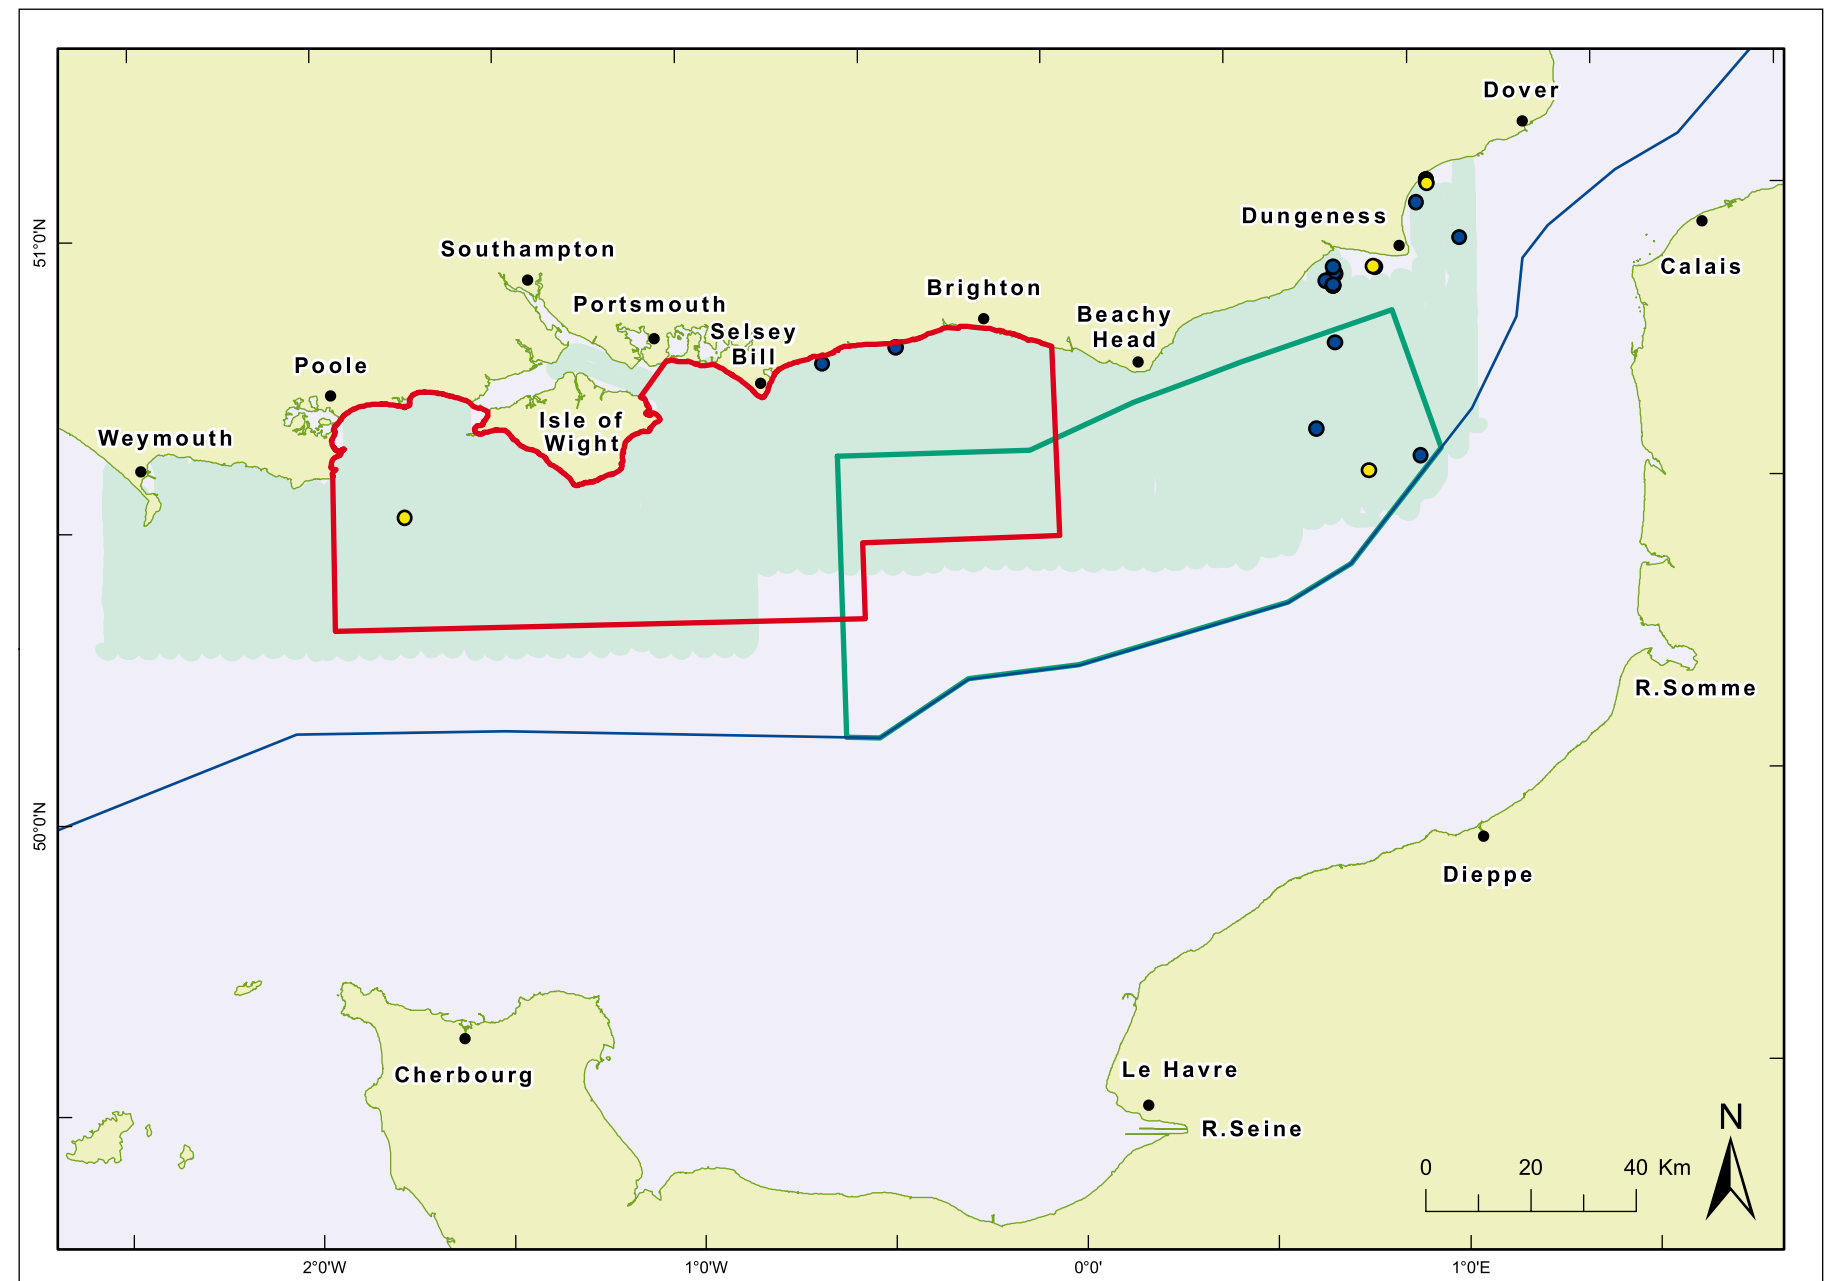 Dover
Dungeness
Calais
51°0'N
Southampton
Portsmouth
Brighton
Beachy
Head
Selsey
Bill
Poole
Isle of
Wight
Weymouth
R.Somme
50°0'N
Dieppe
Cherbourg
Le Havre
R.Seine
N
0 20 40 Km
2°0'W 1°0'W 0°0' 1°0'E